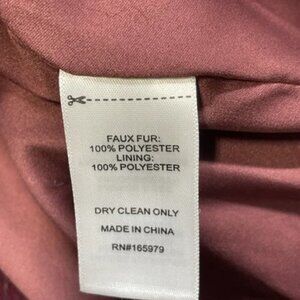 FAUX FUR:
100% POLYESTER
LINING:
100% POLYESTER
DRY CLEAN ONLY
MADE IN CHINA
RN#165979